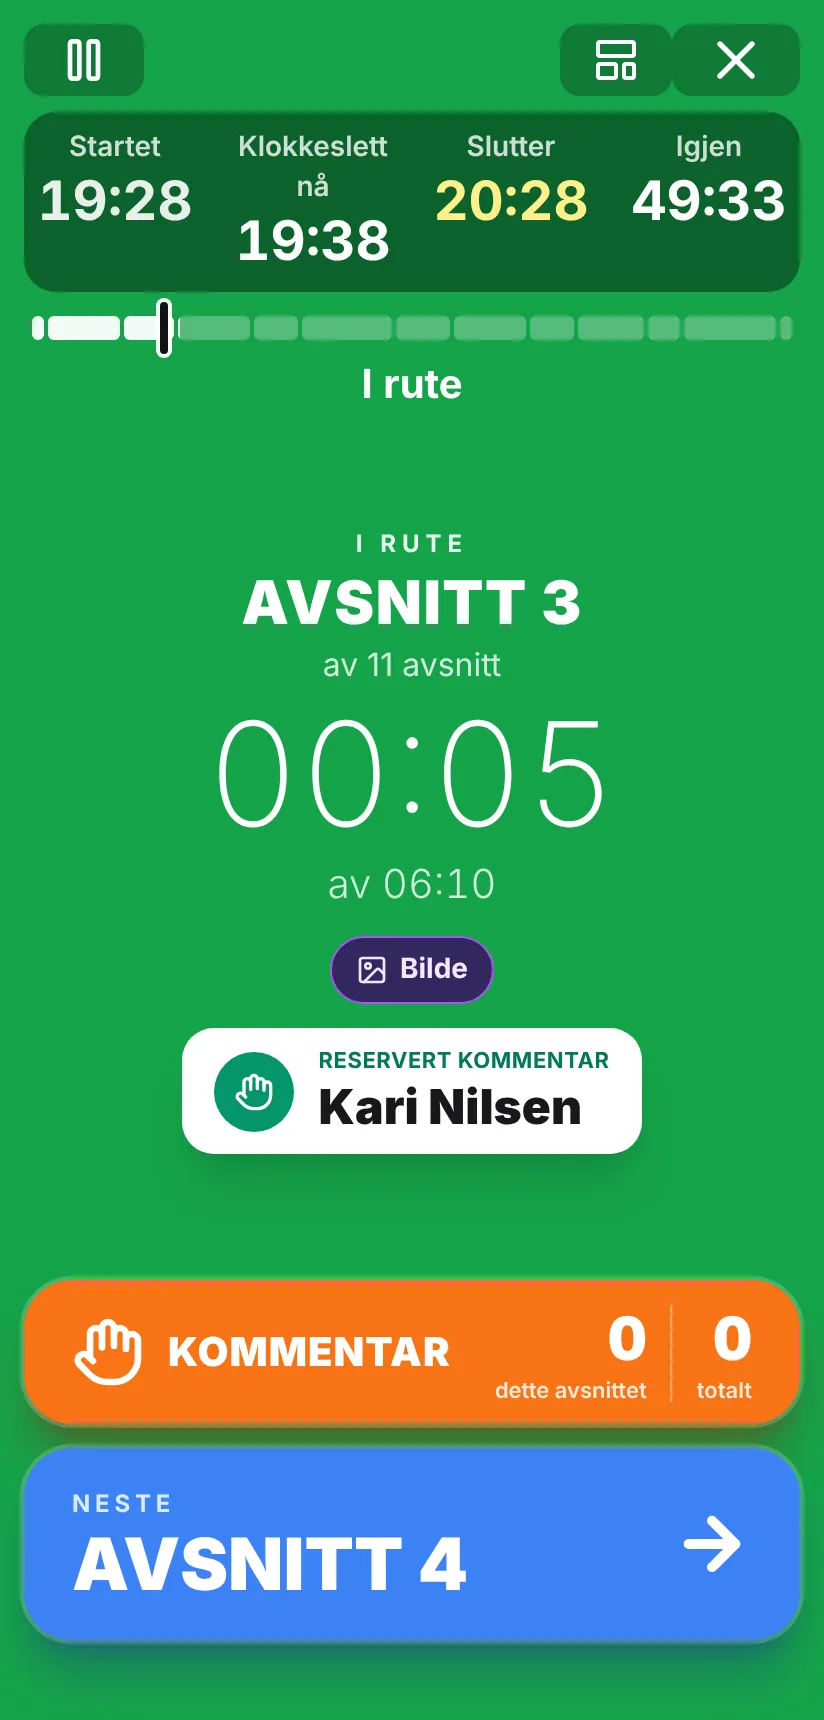 Startet
19:28
Klokkeslett
nå
19:38
Slutter
20:28
Igjen
49:33
I rute
I RUTE
AVSNITT 3
av 11 avsnitt
00:05
av 06:10
Bilde
RESERVERT KOMMENTAR
Kari Nilsen
KOMMENTAR
0
dette avsnittet
0
totalt
NESTE
AVSNITT 4